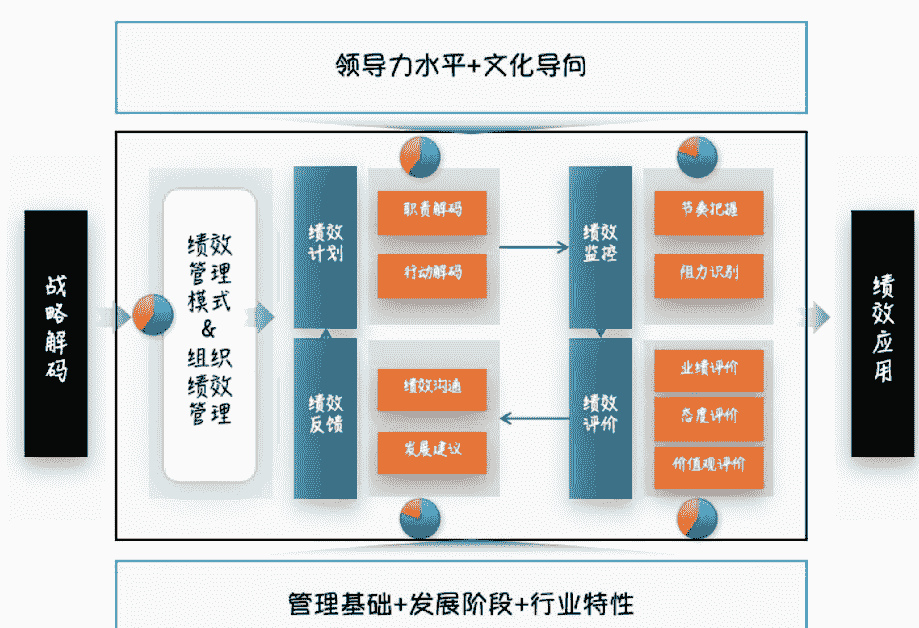 领导力水平+文化导向
战
略
解
码
绩效
管理
模式
&
组织
绩效
管理
绩效
计划
职责解码
行动解码
绩效
监控
节奏把握
阻力识别
绩效
反馈
绩效沟通
发展建议
绩效
评价
业绩评价
态度评价
价值观评价
绩
效
应
用
管理基础+发展阶段+行业特性